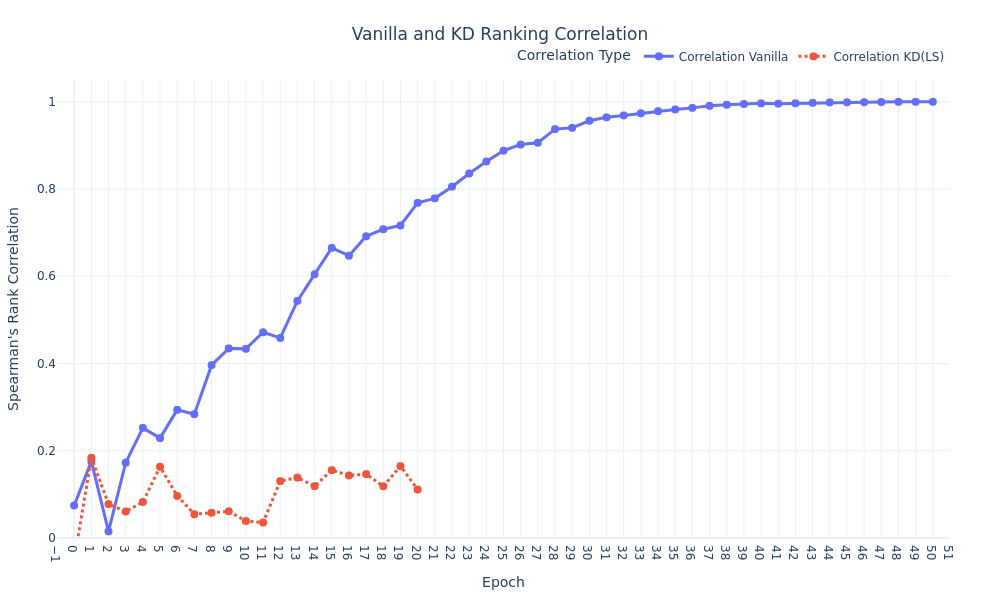 Vanilla and KD Ranking Correlation
Correlation Type Correlation Vanilla Correlation KD(LS)
Spearman's Rank Correlation
1
0.8
0.6
0.4
0.2
0
−1 0 1 2 3 4 5 6 7 8 9 10 11 12 13 14 15 16 17 18 19 20 21 22 23 24 25 26 27 28 29 30 31 32 33 34 35 36 37 38 39 40 41 42 43 44 45 46 47 48 49 50 51
Epoch